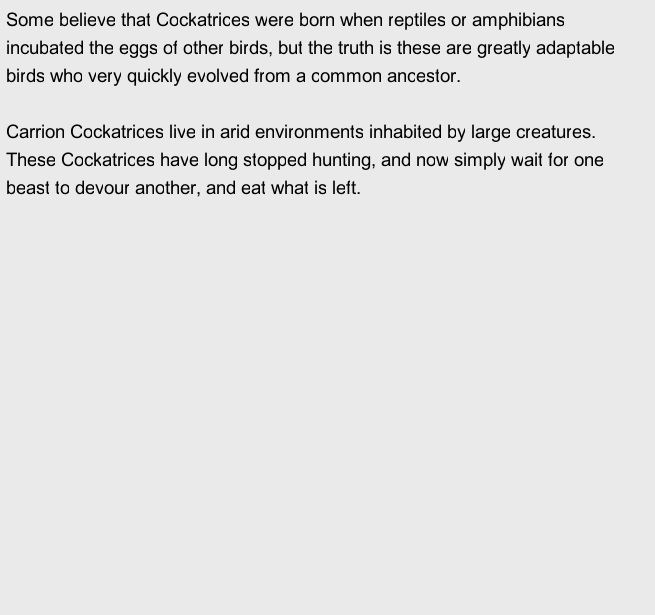 Some believe that Cockatrices were born when reptiles or amphibians
incubated the eggs of other birds, but the truth is these are greatly adaptable
birds who very quickly evolved from a common ancestor.

Carrion Cockatrices live in arid environments inhabited by large creatures.
These Cockatrices have long stopped hunting, and now simply wait for one
beast to devour another, and eat what is left.